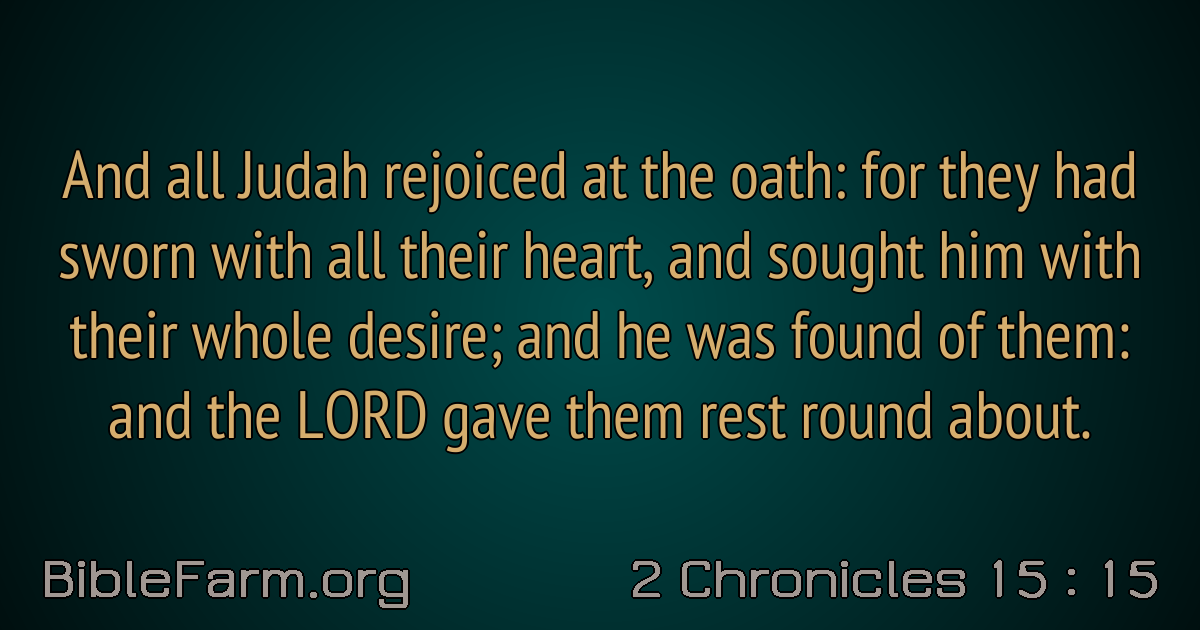 And all Judah rejoiced at the oath: for they had
sworn with all their heart, and sought him with
their whole desire; and he was found of them:
and the LORD gave them rest round about.
BibleFarm.org
2 Chronicles 15 : 15